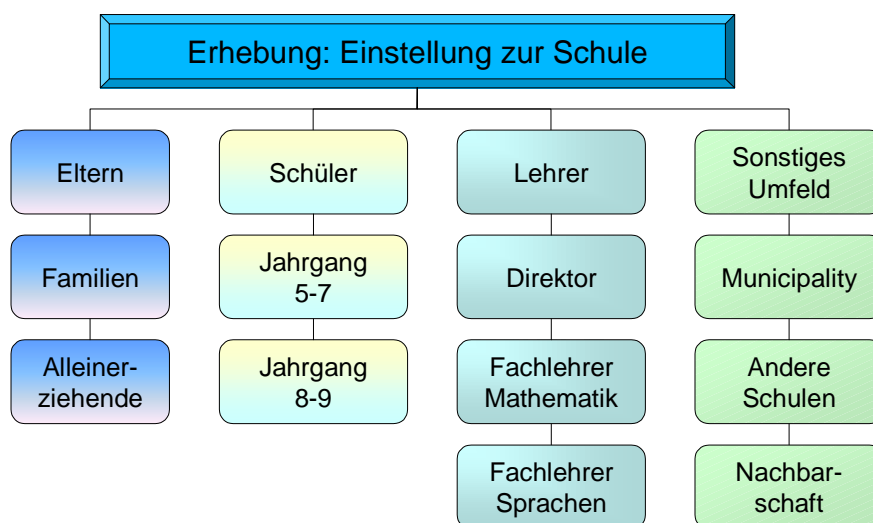 Erhebung: Einstellung zur Schule
Eltern
Schüler
Lehrer
Sonstiges
Umfeld
Familien
Jahrgang
5-7
Direktor
Municipality
Alleiner-
ziehende
Jahrgang
8-9
Fachlehrer
Mathematik
Andere
Schulen
Fachlehrer
Sprachen
Nachbar-
schaft